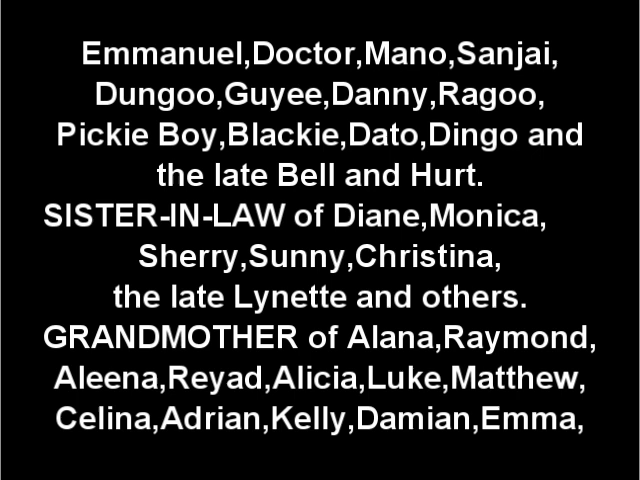 Emmanuel,Doctor,Mano,Sanjai,
Dungoo,Guyee,Danny,Ragoo,
Pickie Boy,Blackie,Dato,Dingo and
the late Bell and Hurt.
SISTER-IN-LAW of Diane,Monica,
Sherry,Sunny,Christina,
the late Lynette and others.
GRANDMOTHER of Alana,Raymond,
Aleena,Reyad,Alicia,Luke,Matthew,
Celina,Adrian,Kelly,Damian,Emma,